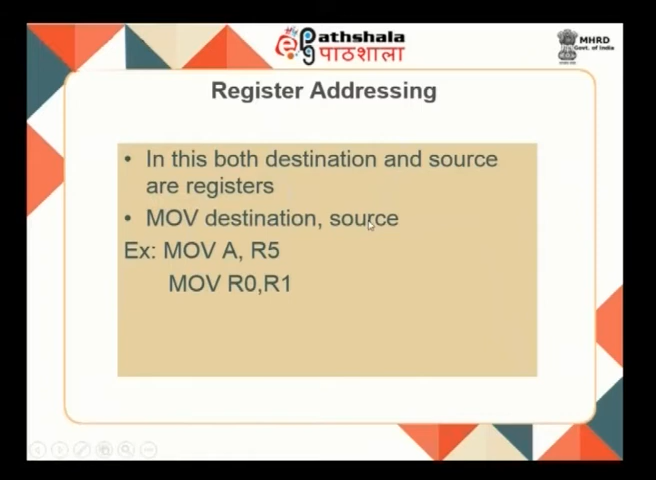 Pathshala
पाठशाला
MHRD
Govt. of India
Register Addressing
• In this both destination and source
are registers
• MOV destination, source
Ex: MOV A, R5
MOV R0,R1